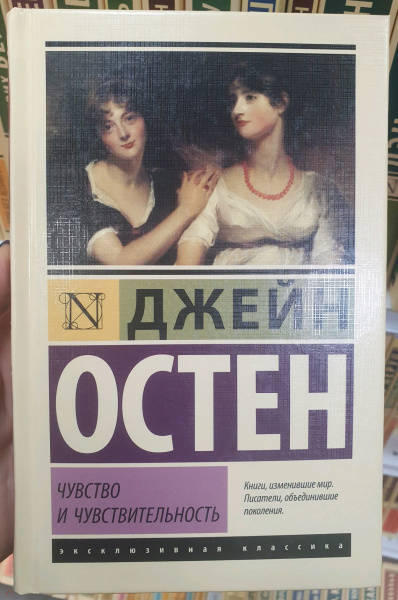 N
ДЖЕЙН
ОСТЕН
ЧУВСТВО
И ЧУВСТВИТЕЛЬНОСТЬ
Книги, изменившие мир.
Писатели, объединившие
поколения.
эксклюзивная классика